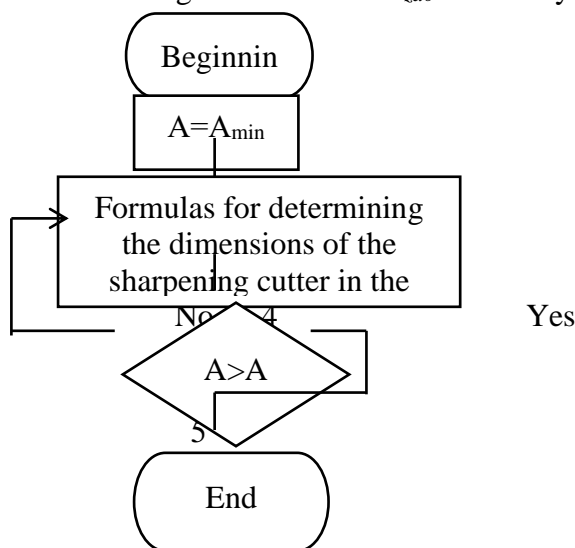 Beginnin
A=Amin
Formulas for determining
the dimensions of the
sharpening cutter in the
No 4 Yes
A>A
5
End